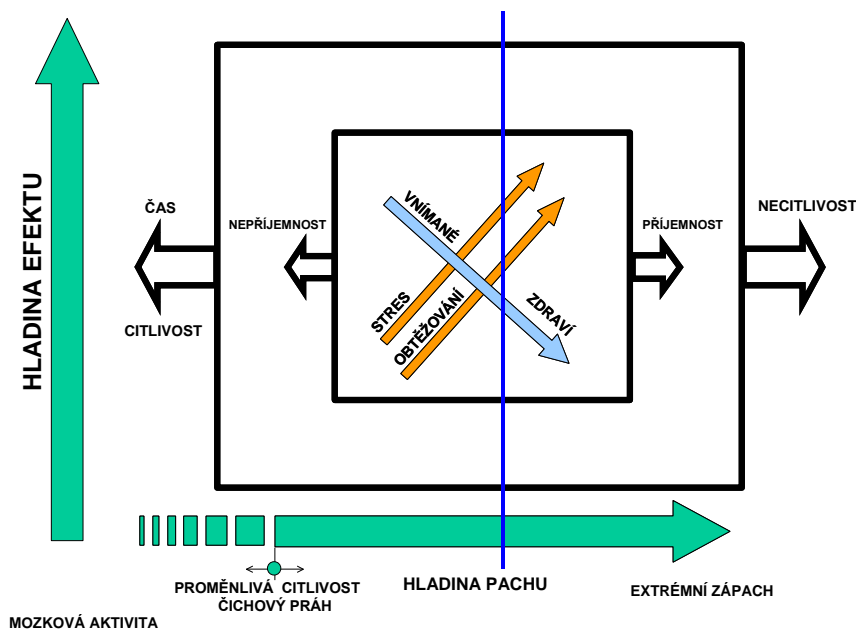 HLADINA EFEKTU
ČAS
CITLIVOST
NEPŘÍJEMNOST
VNÍMANÉ
ZDRAVÍ
STRES
OBTĚŽOVÁNÍ
PŘÍJEMNOST
NECITLIVOST
PROMĚNLIVÁ CITLIVOST
ČICHOVÝ PRÁH
HLADINA PACHU
EXTRÉMNÍ ZÁPACH
MOZKOVÁ AKTIVITA